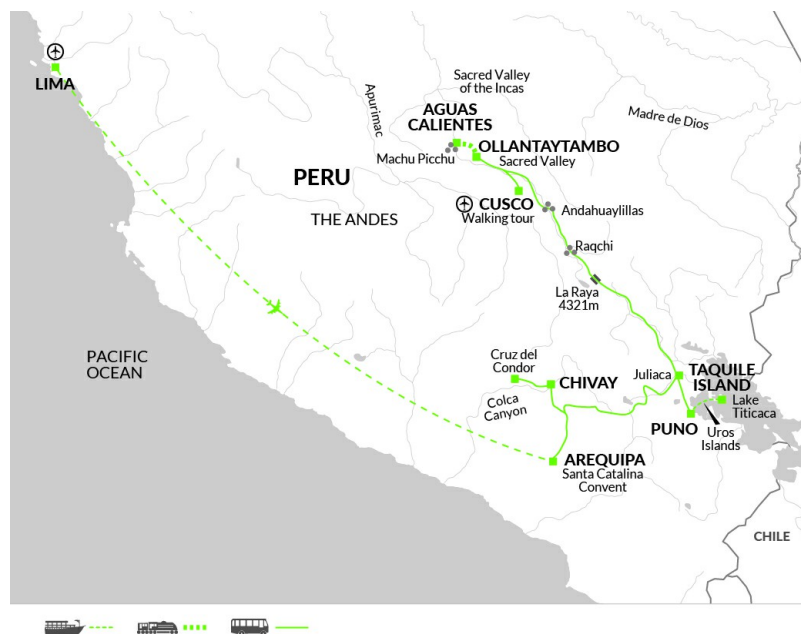 LIMA
Apurimac
Sacred Valley
of the Incas
AGUAS
CALIENTES
Madre de Dios
Machu Picchu
OLLANTAYTAMBO
Sacred Valley
PERU
THE ANDES
CUSCO
Walking tour
Andahuaylillas
Raqchi
La Raya
4321m
PACIFIC
OCEAN
Cruz del
Condor
CHIVAY
Colca
Canyon
Juliaca
TAQUILE
ISLAND
Lake
Titicaca
PUNO
Uros
Islands
AREQUIPA
Santa Catalina
Convent
CHILE